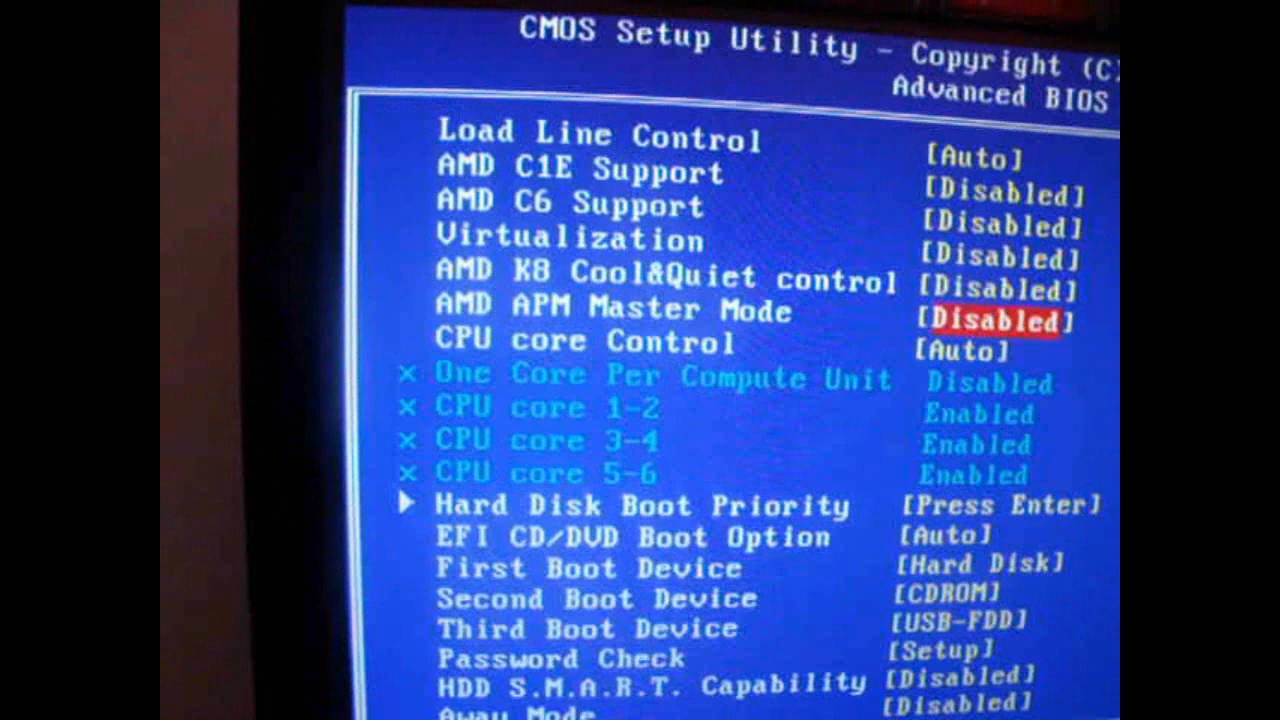 CMOS Setup Utility - Copyright (C)
Advanced BIOS
Load Line Control [Auto]
AMD C1E Support [Disabled]
AMD C6 Support [Disabled]
Virtualization [Disabled]
AMD K8 Cool&Quiet control [Disabled]
AMD APM Master Mode [Disabled]
CPU core Control [Auto]
x One Core Per Compute Unit Disabled
x CPU core 1-2 Enabled
x CPU core 3-4 Enabled
x CPU core 5-6 Enabled
Hard Disk Boot Priority [Press Enter]
EFI CD/DVD Boot Option [Auto]
First Boot Device [Hard Disk]
Second Boot Device [CDROM]
Third Boot Device [USB-FDD]
Password Check [Setup]
HDD S.M.A.R.T. Capability [Disabled]
Away Mode [Disabled]